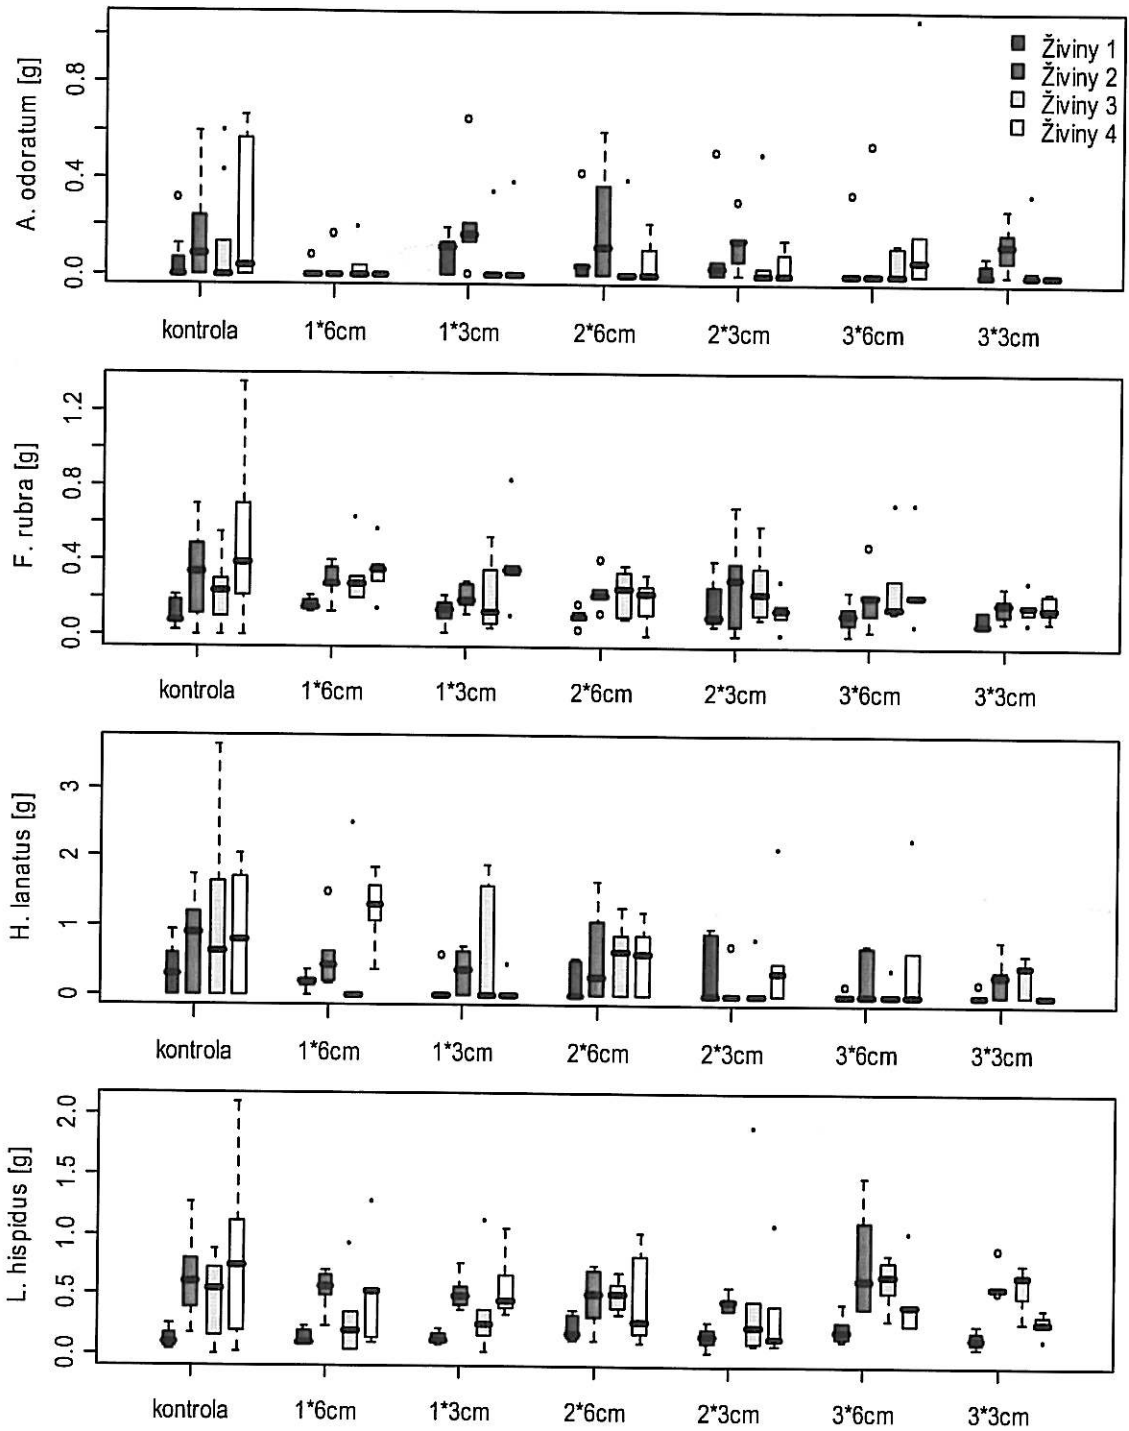 A. odoratum [g]
0.0 0.4 0.8
Živiny 1
Živiny 2
Živiny 3
Živiny 4
kontrola 1*6cm 1*3cm 2*6cm 2*3cm 3*6cm 3*3cm
F. rubra [g]
0.0 0.4 0.8 1.2
kontrola 1*6cm 1*3cm 2*6cm 2*3cm 3*6cm 3*3cm
H. lanatus [g]
0 1 2 3
kontrola 1*6cm 1*3cm 2*6cm 2*3cm 3*6cm 3*3cm
L. hispidus [g]
0.0 0.5 1.0 1.5 2.0
kontrola 1*6cm 1*3cm 2*6cm 2*3cm 3*6cm 3*3cm